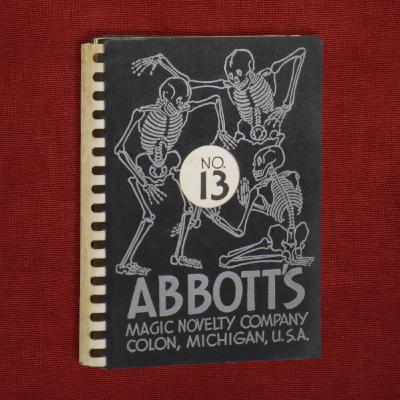 NO.
13
ABBOTT'S
MAGIC NOVELTY COMPANY
COLON, MICHIGAN, U.S.A.